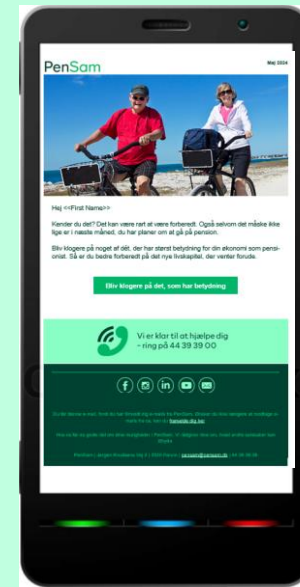 PenSam
Maj 2024
Hej <<First Name>>
Kender du det? Det kan være rart at være forberedt. Også selvom det måske ikke
lige er i næste måned, du har planer om at gå på pension.
Bliv klogere på noget af dét, der har størst betydning for din økonomi som pensi-
onist. Så er du bedre forberedt på det nye livskapitel, der venter forude.
Bliv klogere på det, som har betydning
Vi er klar til at hjælpe dig
- ring på 44 39 39 00